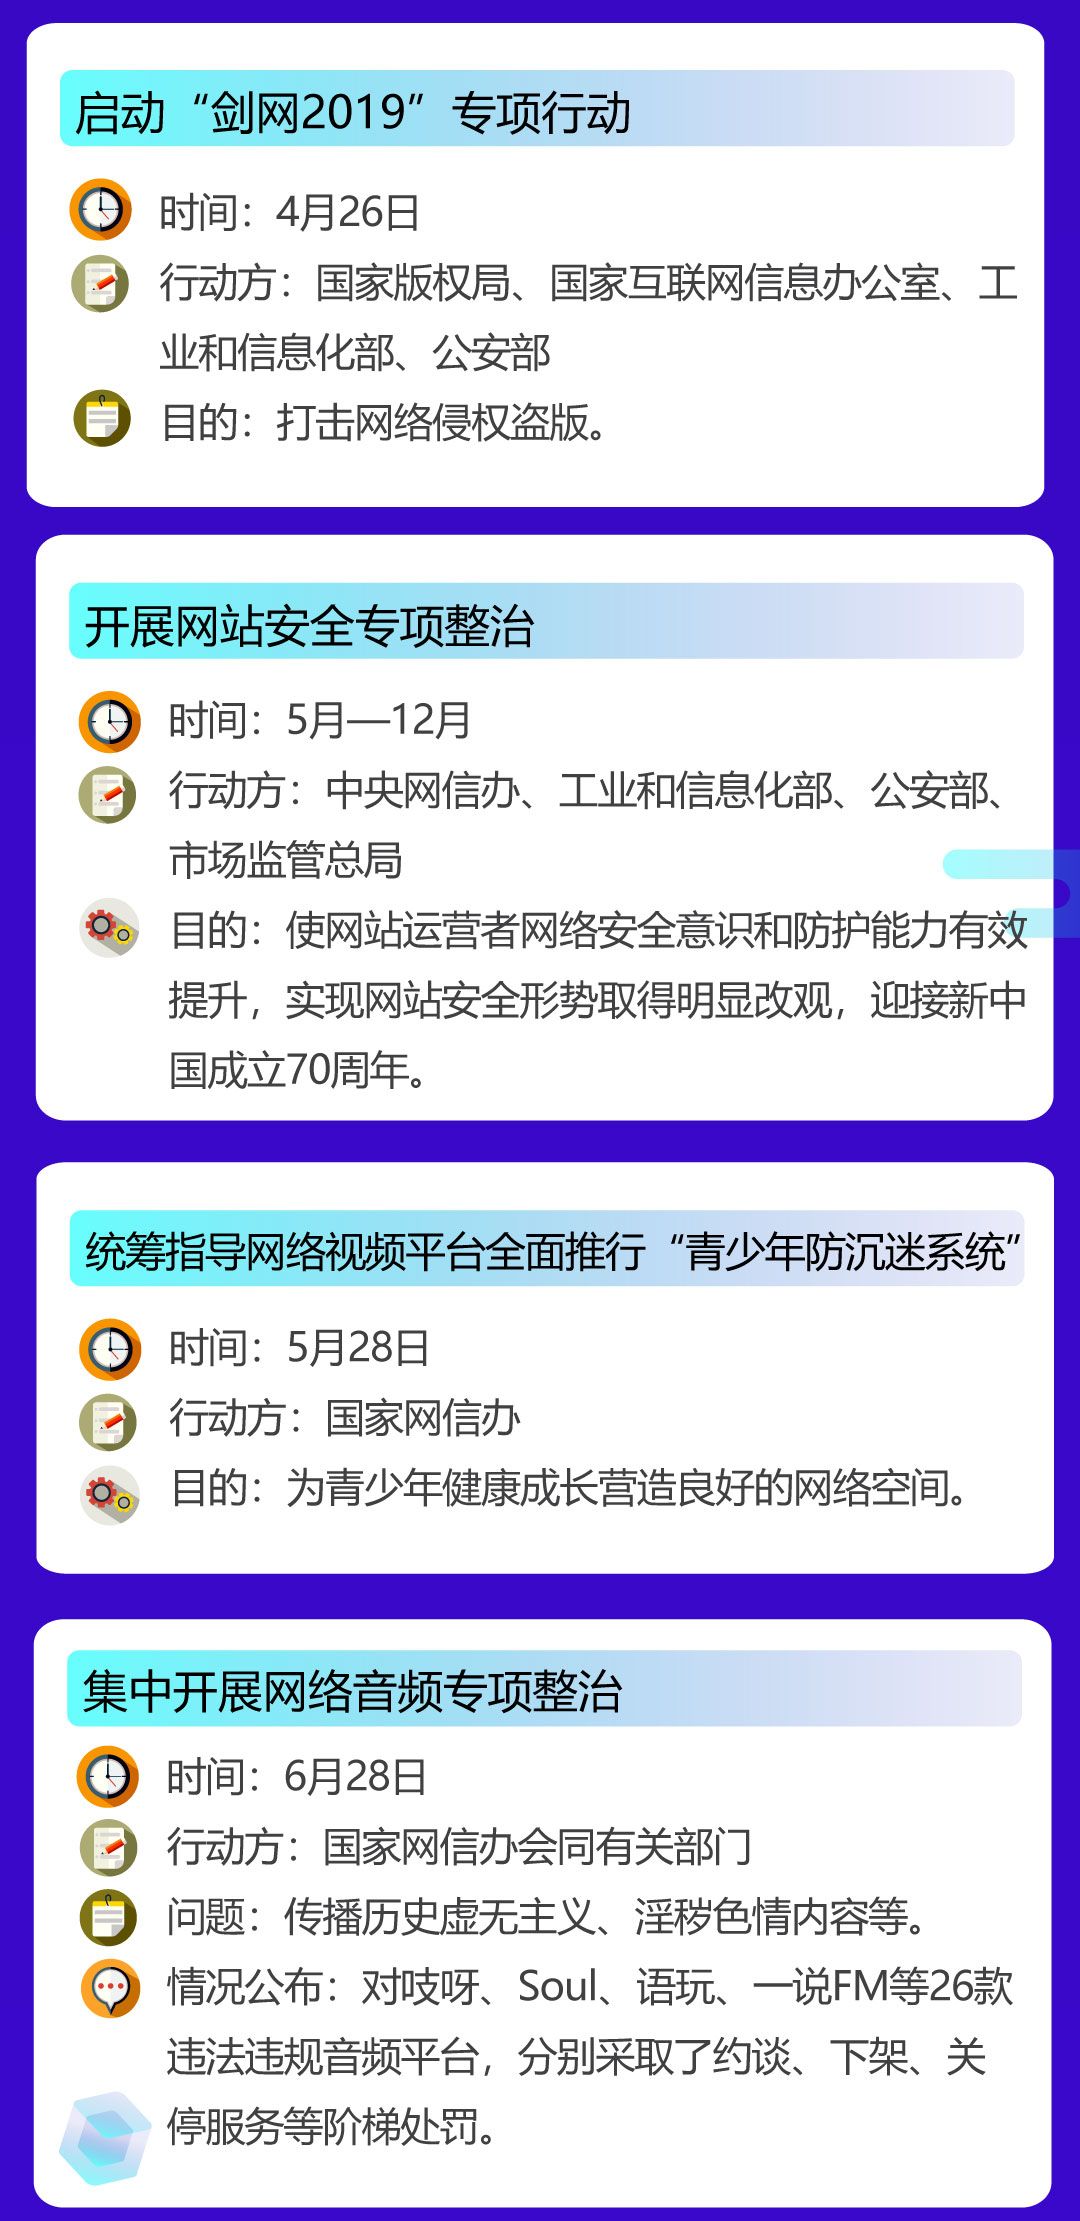 启动“剑网2019”专项行动
时间：4月26日
行动方：国家版权局、国家互联网信息办公室、工
业和信息化部、公安部
目的：打击网络侵权盗版。
开展网站安全专项整治
时间：5月—12月
行动方：中央网信办、工业和信息化部、公安部、
市场监管总局
目的：使网站运营者网络安全意识和防护能力有效
提升，实现网站安全形势取得明显改观，迎接新中
国成立70周年。
统筹指导网络视频平台全面推行“青少年防沉迷系统”
时间：5月28日
行动方：国家网信办
目的：为青少年健康成长营造良好的网络空间。
集中开展网络音频专项整治
时间：6月28日
行动方：国家网信办会同有关部门
问题：传播历史虚无主义、淫秽色情内容等。
情况公布：对吱呀、Soul、语玩、一说FM等26款
违法违规音频平台，分别采取了约谈、下架、关
停服务等阶梯处罚。